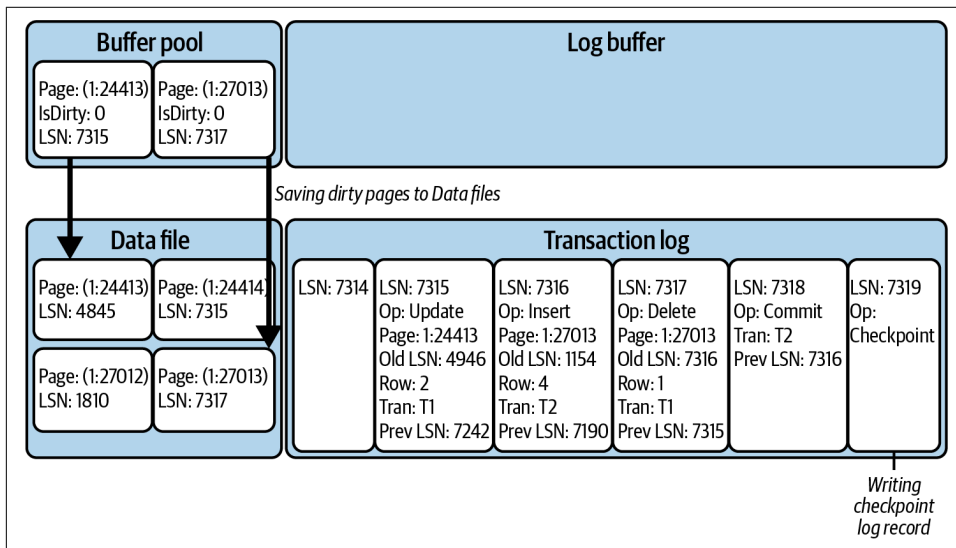 Buffer pool
Page: (1:24413)
IsDirty: 0
LSN: 7315
Page: (1:27013)
IsDirty: 0
LSN: 7317
Log buffer
Saving dirty pages to Data files
Data file
Page: (1:24413)
LSN: 4845
Page: (1:24414)
LSN: 7315
Page: (1:27012)
LSN: 1810
Page: (1:27013)
LSN: 7317
Transaction log
LSN: 7314
LSN: 7315
Op: Update
Page: 1:24413
Old LSN: 4946
Row: 2
Tran: T1
Prev LSN: 7242
LSN: 7316
Op: Insert
Page: 1:27013
Old LSN: 1154
Row: 4
Tran: T2
Prev LSN: 7190
LSN: 7317
Op: Delete
Page: 1:27013
Old LSN: 7316
Row: 1
Tran: T1
Prev LSN: 7315
LSN: 7318
Op: Commit
Tran: T2
Prev LSN: 7316
LSN: 7319
Op:
Checkpoint
Writing
checkpoint
log record